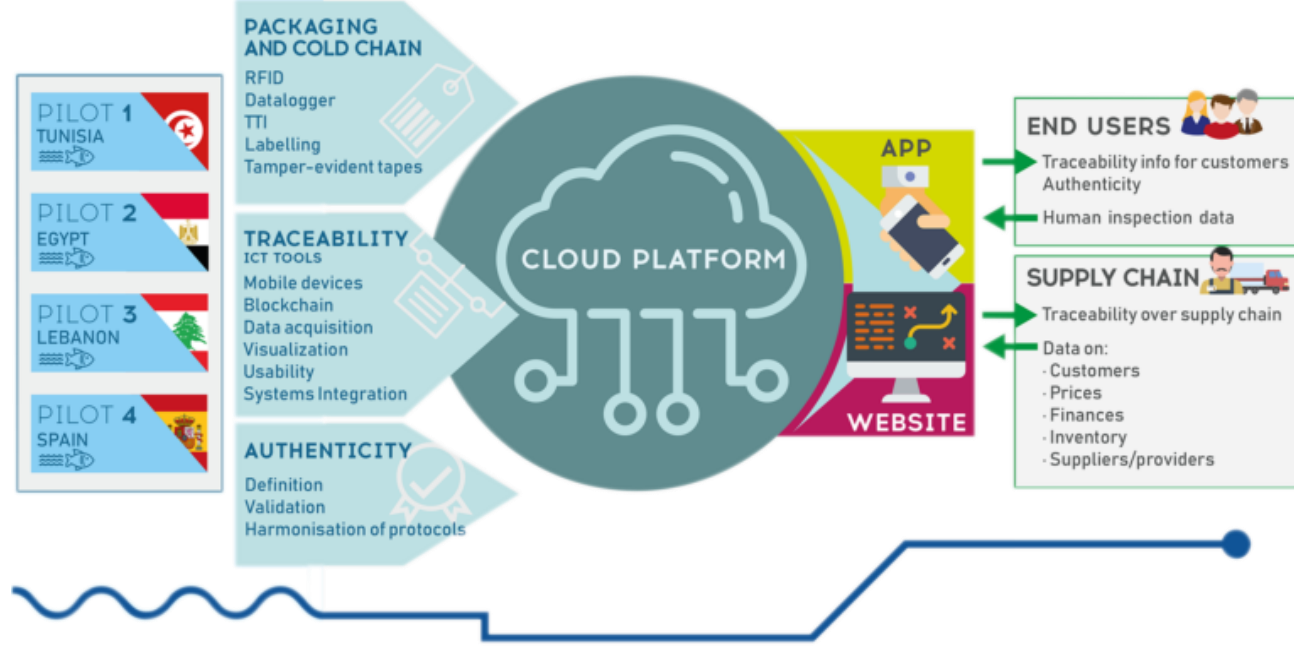 PILOT 1
TUNISIA
PILOT 2
EGYPT
PILOT 3
LEBANON
PILOT 4
SPAIN
PACKAGING
AND COLD CHAIN
RFID
Datalogger
TTI
Labelling
Tamper-evident tapes
TRACEABILITY
ICT TOOLS
Mobile devices
Blockchain
Data acquisition
Visualization
Usability
Systems Integration
AUTHENTICITY
Definition
Validation
Harmonisation of protocols
CLOUD PLATFORM
APP
WEBSITE
END USERS
Traceability info for customers
Authenticity
Human inspection data
SUPPLY CHAIN
Traceability over supply chain
Data on:
· Customers
· Prices
· Finances
· Inventory
· Suppliers/providers